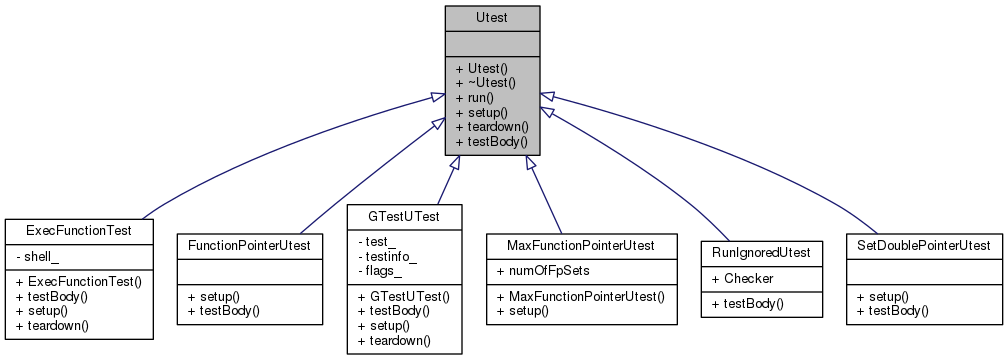 Utest
+ Utest()
+ ~Utest()
+ run()
+ setup()
+ teardown()
+ testBody()
ExecFunctionTest
- shell_
+ ExecFunctionTest()
+ testBody()
+ setup()
+ teardown()
FunctionPointerUtest
+ setup()
+ testBody()
GTestUTest
- test_
- testinfo_
- flags_
+ GTestUTest()
+ testBody()
+ setup()
+ teardown()
MaxFunctionPointerUtest
+ numOfFpSets
+ MaxFunctionPointerUtest()
+ setup()
RunIgnoredUtest
+ Checker
+ testBody()
SetDoublePointerUtest
+ setup()
+ testBody()